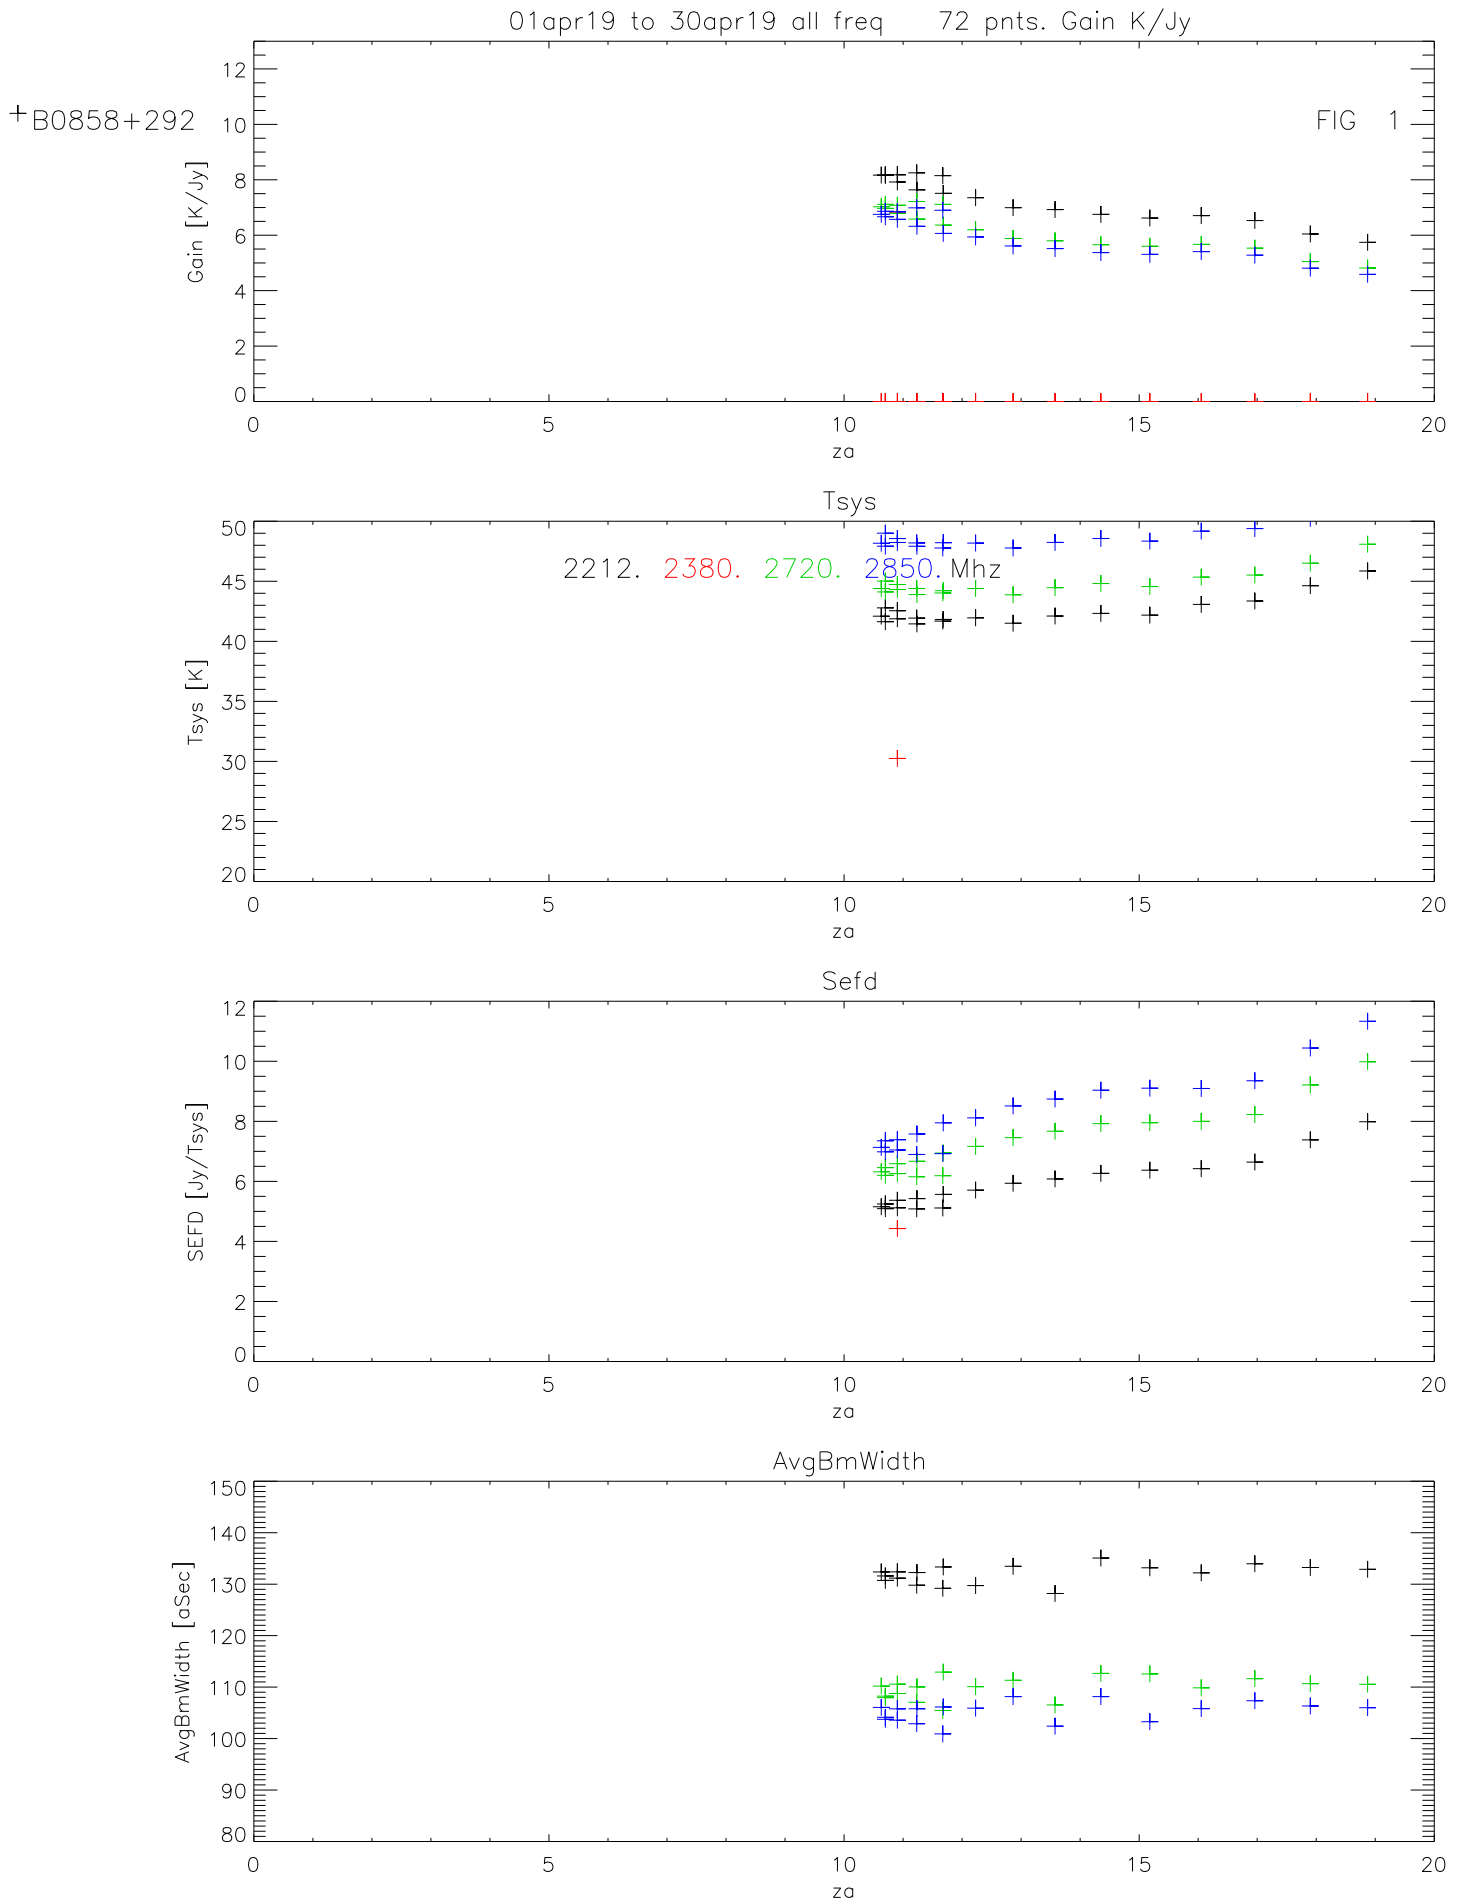 01apr19 to 30apr19 all freq 72 pnts. Gain K/Jy
+B0858+292
FIG 1
Gain [K/Jy]
12
10
8
6
4
2
0
0 5 10 15 20
za
Tsys
2212. 2380. 2720. 2850. Mhz
Tsys [K]
50
45
40
35
30
25
20
0 5 10 15 20
za
Sefd
SEFD [Jy/Tsys]
12
10
8
6
4
2
0
0 5 10 15 20
za
AvgBmWidth
AvgBmWidth [aSec]
150
140
130
120
110
100
90
80
0 5 10 15 20
za